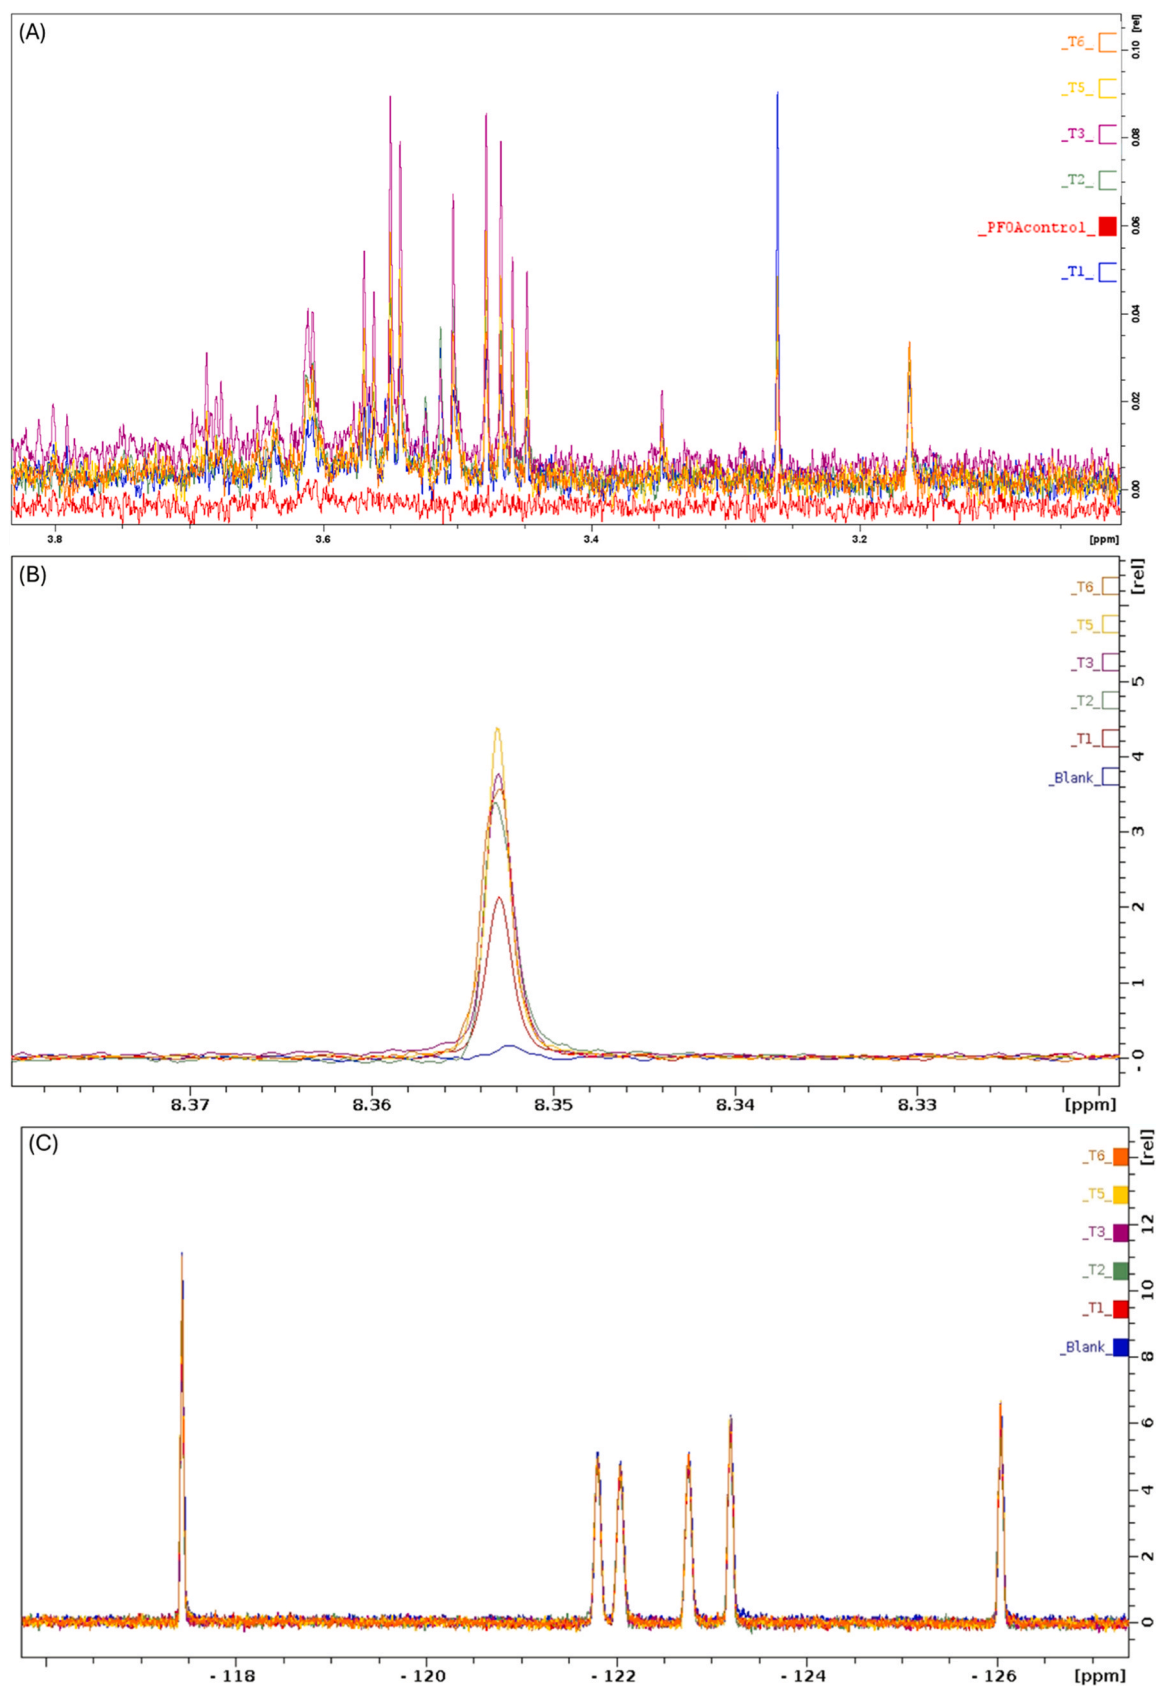 (A)
_T6_
_T5_
_T3_
_T2_
_PFOAcontrol_
_T1_
[rel]
0.10
0.08
0.06
0.04
0.02
0.00
3.8 3.6 3.4 3.2 [ppm]
(B)
_T6_
_T5_
_T3_
_T2_
_T1_
_Blank_
[rel]
5
4
3
2
1
- 0
8.37 8.36 8.35 8.34 8.33 [ppm]
(C)
_T6_
_T5_
_T3_
_T2_
_T1_
_Blank_
[rel]
12
10
8
6
4
2
0
- 118 - 120 - 122 - 124 - 126 [ppm]